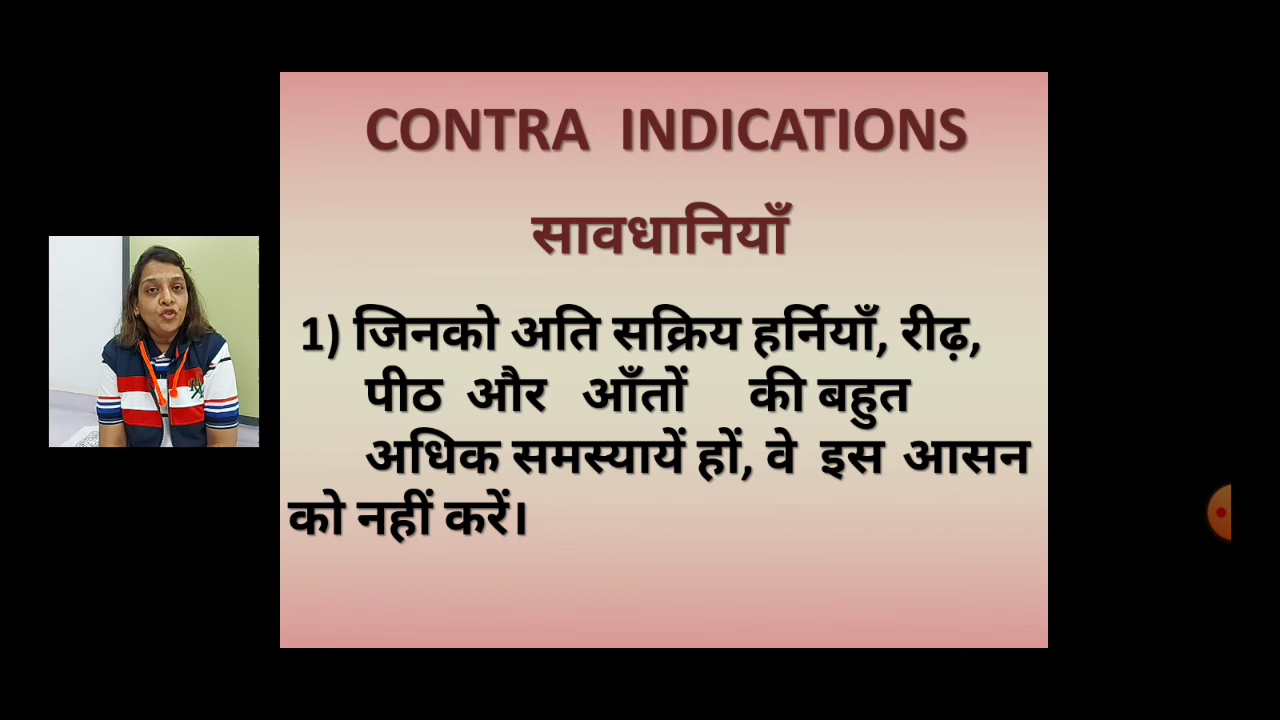 CONTRA INDICATIONS
सावधानियाँ
1) जिनको अति सक्रिय हर्नियाँ, रीढ़,
पीठ और आँतों की बहुत
अधिक समस्यायें हों, वे इस आसन
को नहीं करें।